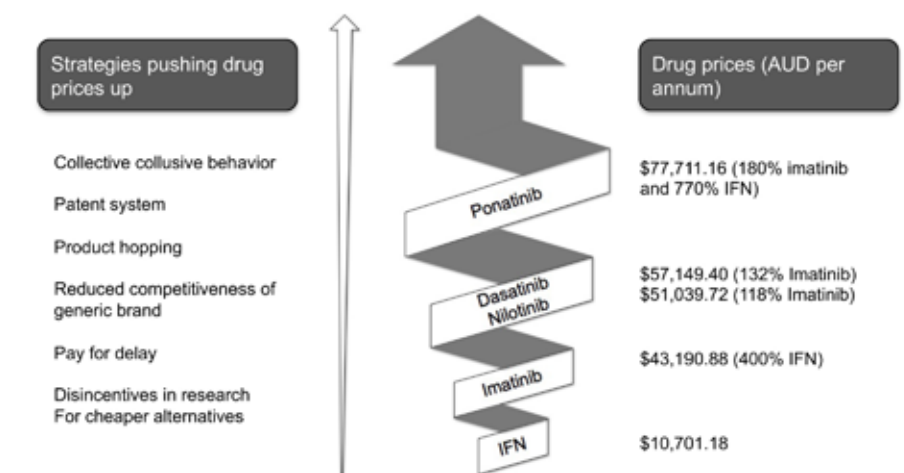 Strategies pushing drug
prices up
Collective collusive behavior
Patent system
Product hopping
Reduced competitiveness of
generic brand
Pay for delay
Disincentives in research
For cheaper alternatives
Ponatinib
Dasatinib
Nilotinib
Imatinib
IFN
Drug prices (AUD per
annum)
$77,711.16 (180% imatinib
and 770% IFN)
$57,149.40 (132% Imatinib)
$51,039.72 (118% Imatinib)
$43,190.88 (400% IFN)
$10,701.18